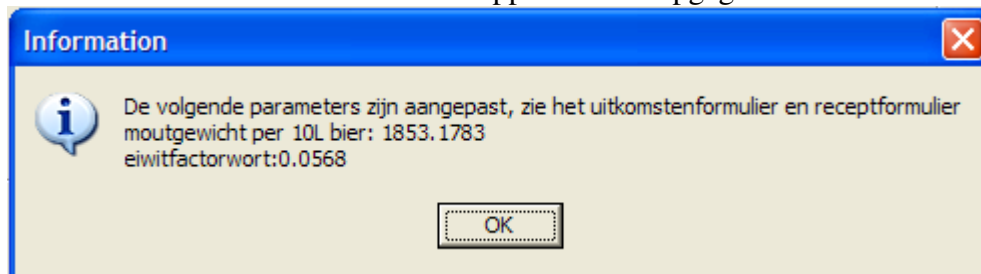 Information
De volgende parameters zijn aangepast, zie het uitkomstenformulier en receptformulier
moutgewicht per 10L bier: 1853.1783
eiwitfactorwort:0.0568
OK